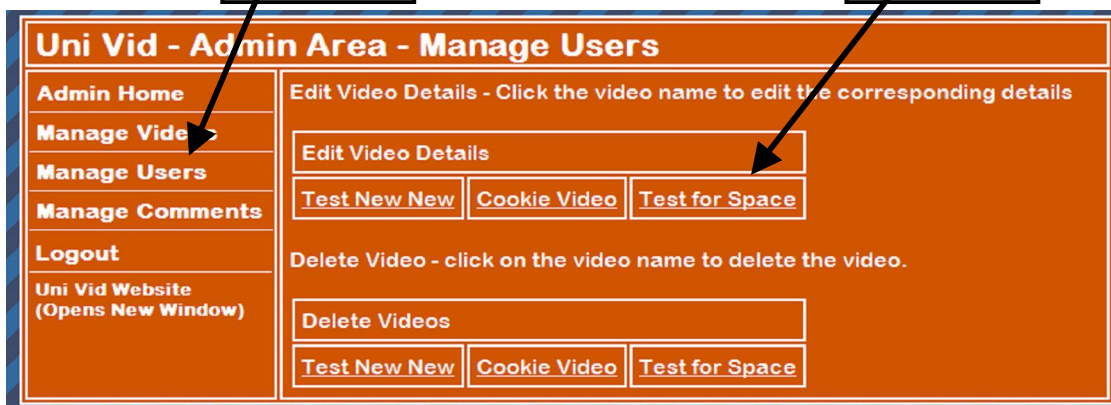 Uni Vid - Admin Area - Manage Users
Admin Home
Manage Videos
Manage Users
Manage Comments
Logout
Uni Vid Website
(Opens New Window)
Edit Video Details - Click the video name to edit the corresponding details
Edit Video Details
Test New New Cookie Video Test for Space
Delete Video - click on the video name to delete the video.
Delete Videos
Test New New Cookie Video Test for Space